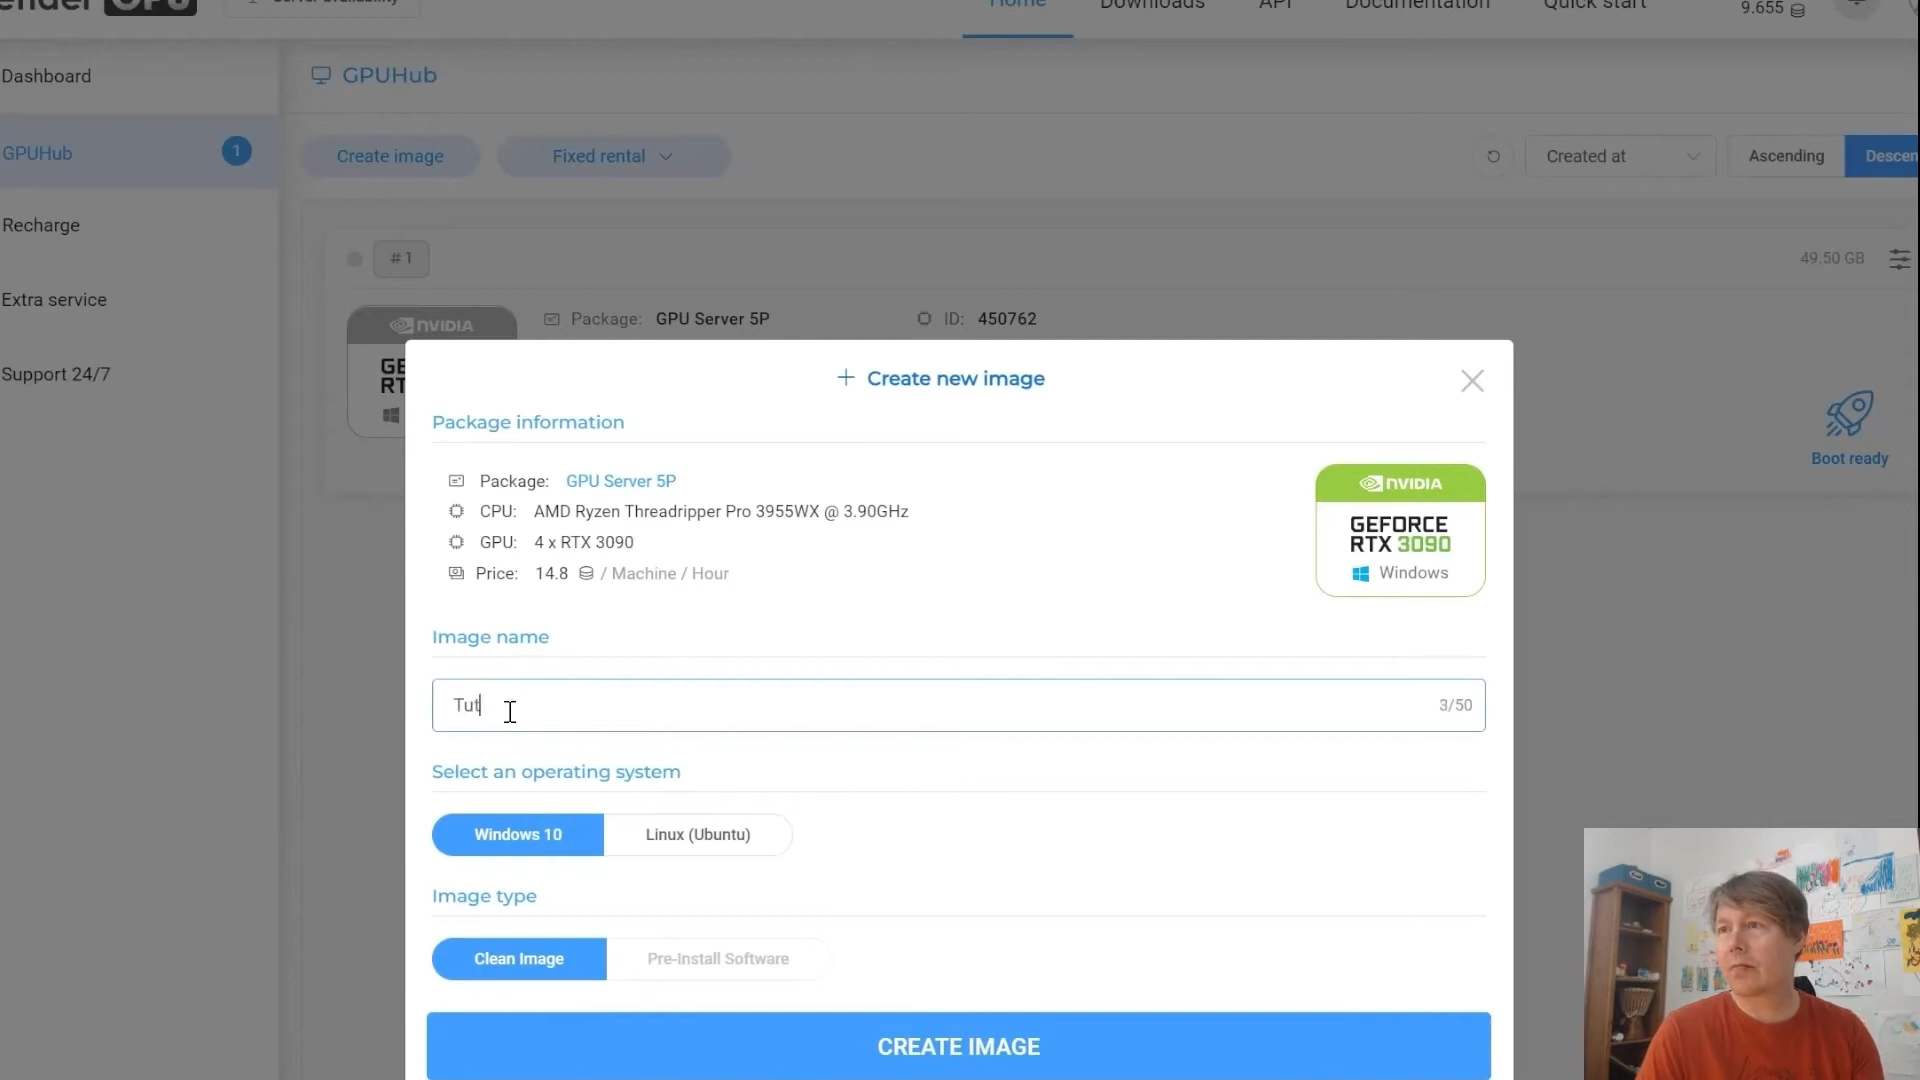 Home
Downloads
API
Documentation
Quick start
9.655
Dashboard
GPUHub
1
Recharge
Extra service
Support 24/7
GPUHub
Create image
Fixed rental
Created at
Ascending
Descen
# 1
49.50 GB
NVIDIA
GE
RT
Package: GPU Server 5P
ID: 450762
Boot ready
+ Create new image
Package information
Package: GPU Server 5P
CPU: AMD Ryzen Threadripper Pro 3955WX @ 3.90GHz
GPU: 4 x RTX 3090
Price: 14.8 / Machine / Hour
NVIDIA
GEFORCE
RTX 3090
Windows
Image name
Tut
3/50
Select an operating system
Windows 10
Linux (Ubuntu)
Image type
Clean Image
Pre-Install Software
CREATE IMAGE